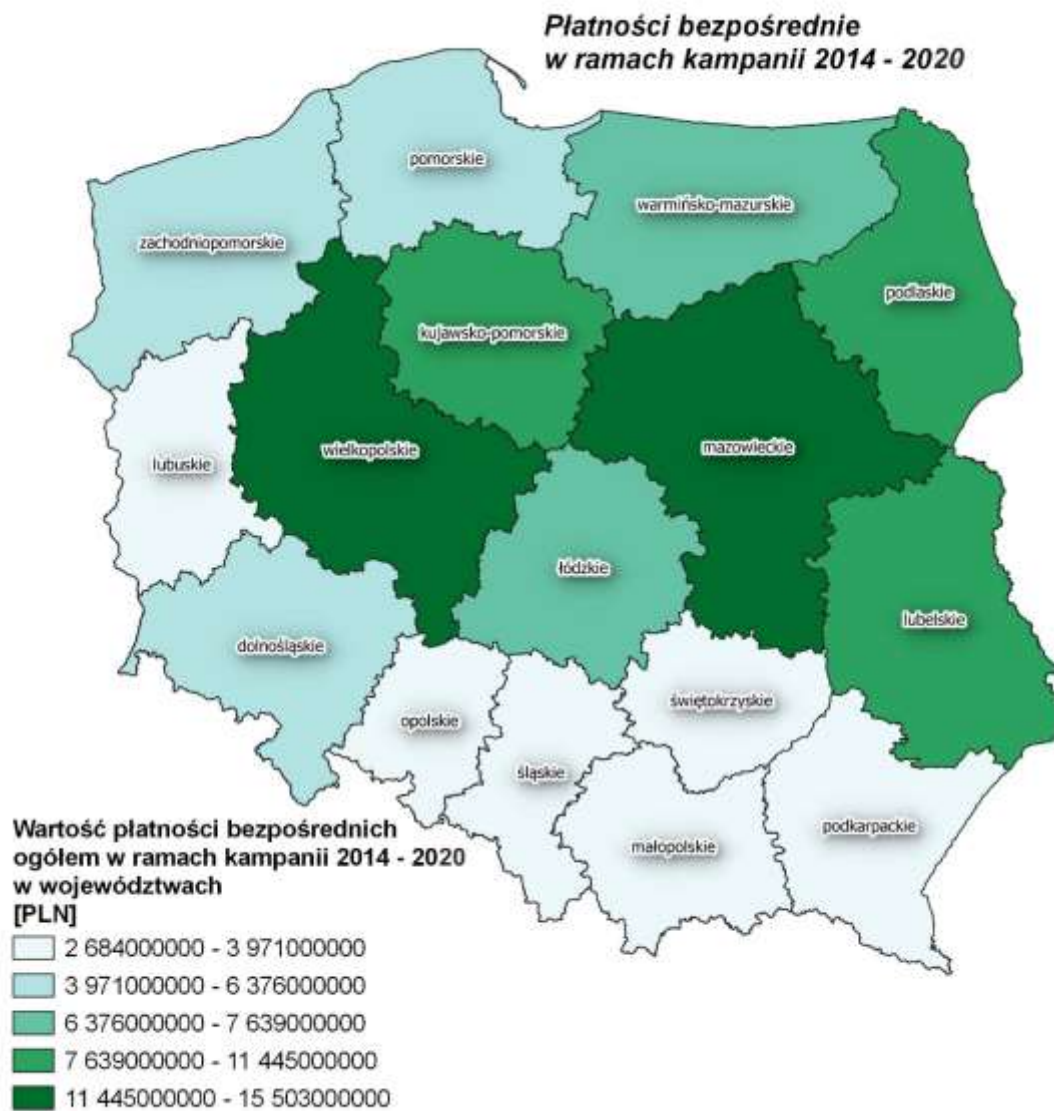 Płatności bezpośrednie
w ramach kampanii 2014 - 2020
pomorskie
warmińsko-mazurskie
zachodniopomorskie
podlaskie
kujawsko-pomorskie
wielkopolskie
mazowieckie
lubuskie
łódzkie
lubelskie
dolnośląskie
świętokrzyskie
opolskie
śląskie
podkarpackie
małopolskie
Wartość płatności bezpośrednich
ogółem w ramach kampanii 2014 - 2020
w województwach
[PLN]
2 684000000 - 3 971000000
3 971000000 - 6 376000000
6 376000000 - 7 639000000
7 639000000 - 11 445000000
11 445000000 - 15 503000000